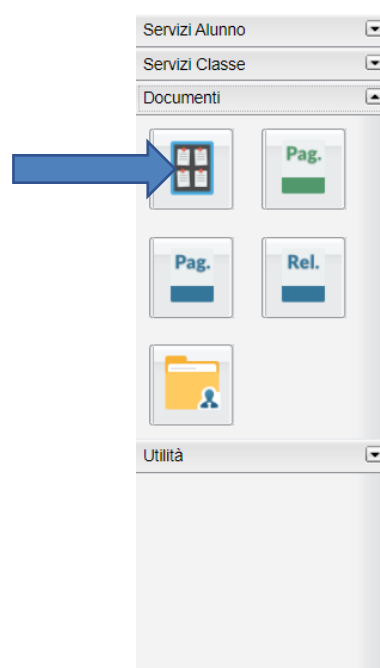 Servizi Alunno
Servizi Classe
Documenti
Pag.
Pag.
Rel.
Utilità